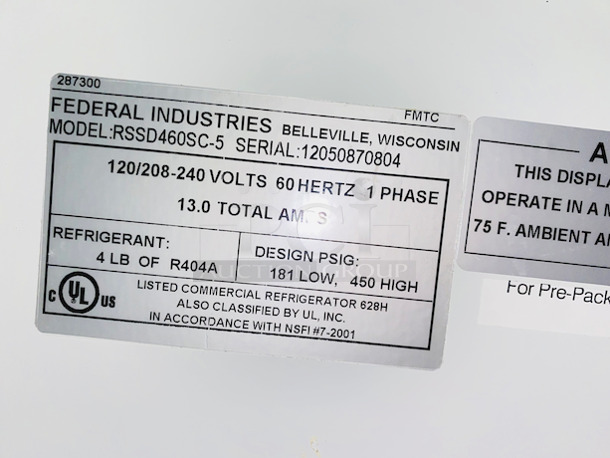 287300
FMTC
FEDERAL INDUSTRIES BELLEVILLE, WISCONSIN
MODEL:RSSD460SC-5 SERIAL:12050870804
120/208-240 VOLTS 60 HERTZ 1 PHASE
13.0 TOTAL AM. S
REFRIGERANT:
4 LB OF R404A
DESIGN PSIG:
181 LOW, 450 HIGH
C UL US
LISTED COMMERCIAL REFRIGERATOR 628H
ALSO CLASSIFIED BY UL, INC.
IN ACCORDANCE WITH NSFI #7-2001
A
THIS DISPLA
OPERATE IN A M
75 F. AMBIENT A
For Pre-Pack